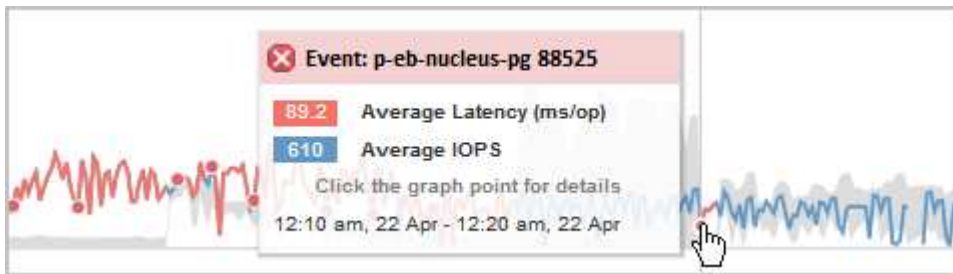 Event: p-eb-nucleus-pg 88525
89.2 Average Latency (ms/op)
610 Average IOPS
Click the graph point for details
12:10 am, 22 Apr - 12:20 am, 22 Apr